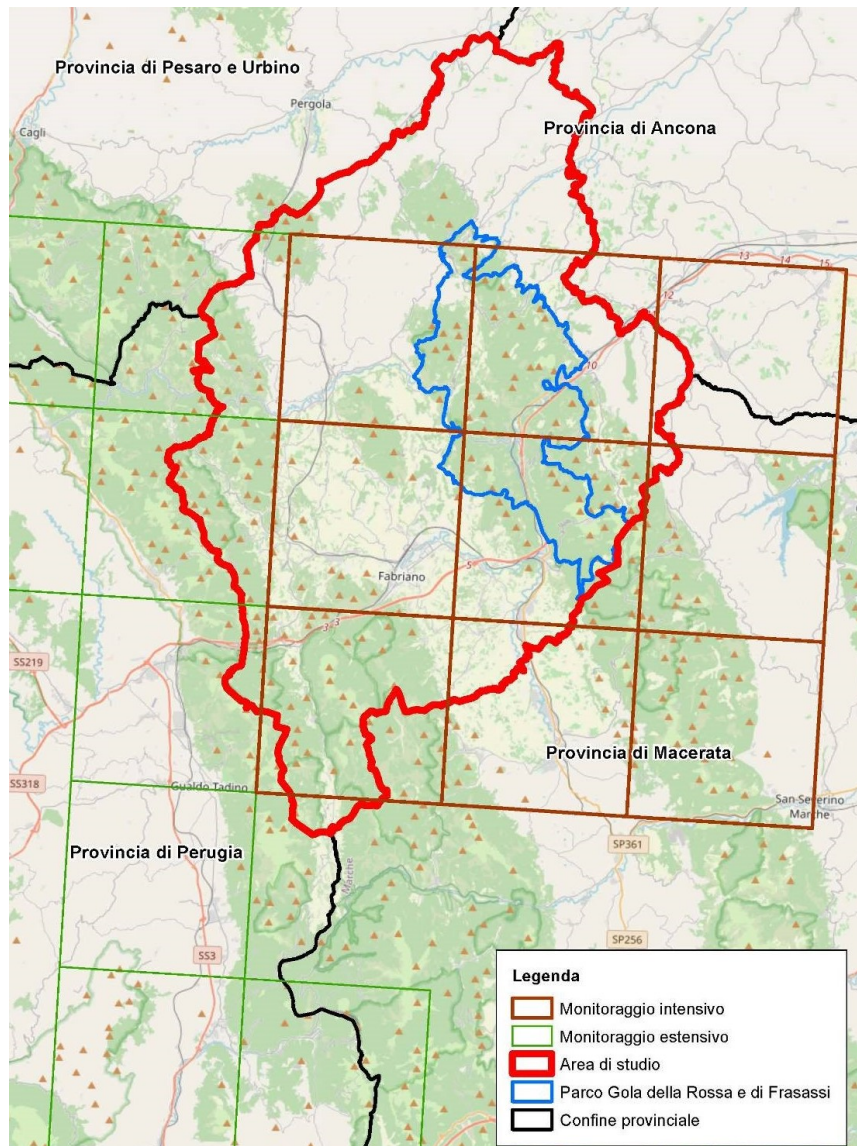 Provincia di Pesaro e Urbino
Pergola
Provincia di Ancona
Cagli
13
14
15
12
10
Fabriano
5
3-3
SS219
Provincia di Macerata
SS318
Gualdo Tadino
San Severino
Marche
SP361
Provincia di Perugia
Marche
SP256
SS3
Legenda
Monitoraggio intensivo
Monitoraggio estensivo
Area di studio
Parco Gola della Rossa e di Frasassi
Confine provinciale